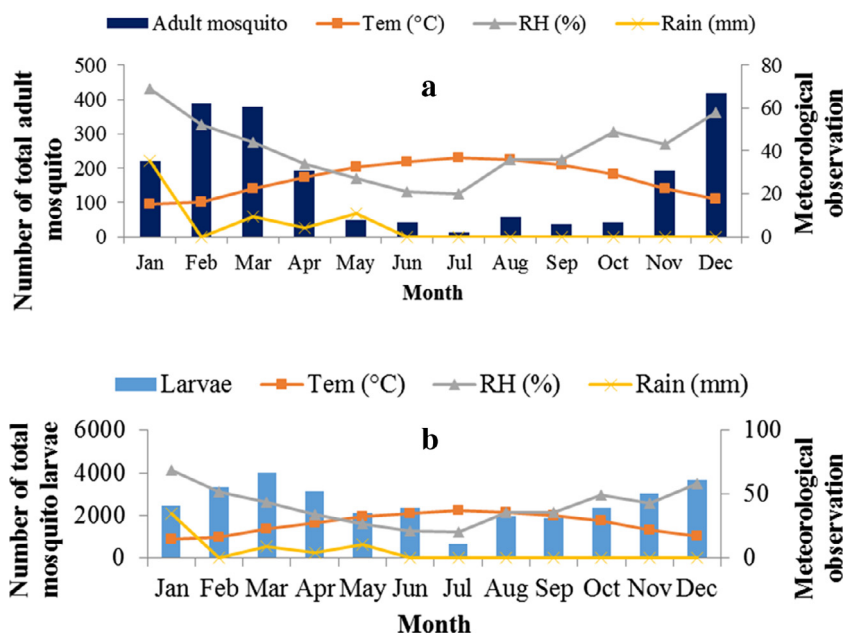 Adult mosquito Tem (°C) RH (%) Rain (mm)
a
Number of total adult
mosquito
500
400
300
200
100
0
80
60
40
20
0
Meteorological
observation
Jan Feb Mar Apr May Jun Jul Aug Sep Oct Nov Dec
Month
Larvae Tem (°C) RH (%) Rain (mm)
b
Number of total
mosquito larvae
6000
4000
2000
0
100
50
0
Meteorological
observation
Jan Feb Mar Apr May Jun Jul Aug Sep Oct Nov Dec
Month